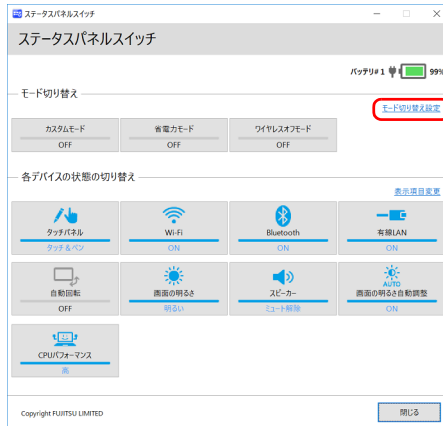 ステータスパネルスイッチ
ステータスパネルスイッチ
バッテリ#1 99%
モード切り替え
モード切り替え設定
カスタムモード 省電力モード ワイヤレスオフモード
OFF OFF OFF
各デバイスの状態の切り替え
表示項目変更
タッチパネル Wi-Fi Bluetooth 有線LAN
タッチ&ペン ON ON ON
AUTO
自動回転 画面の明るさ スピーカー 画面の明るさ自動調整
OFF 明るい ミュート解除 ON
CPUパフォーマンス
高
Copyright FUJITSU LIMITED 閉じる